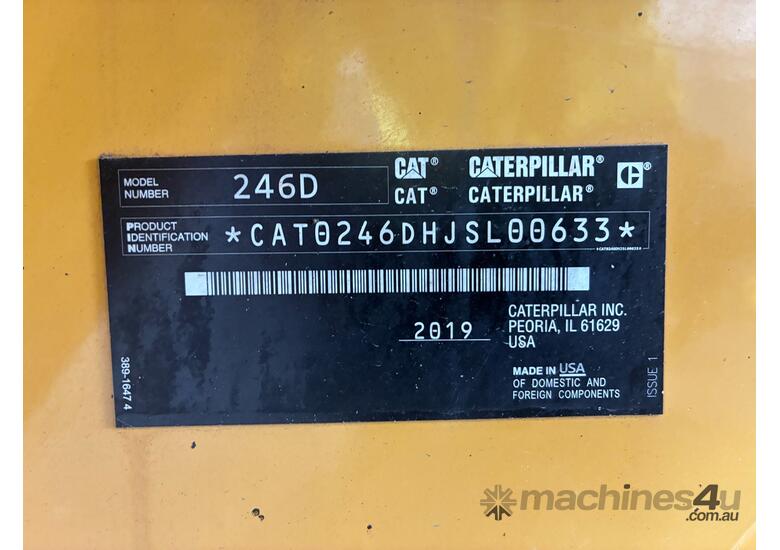 MODEL NUMBER 246D
CAT® CATERPILLAR® C®
CAT® CATERPILLAR®
PRODUCT IDENTIFICATION NUMBER *CAT0246DHJSL00633*
*CAT0246DHJSL00633*
2019
CATERPILLAR INC.
PEORIA, IL 61629
USA
MADE IN USA
OF DOMESTIC AND
FOREIGN COMPONENTS
389-1647 4
ISSUE 1
machines4u
.com.au